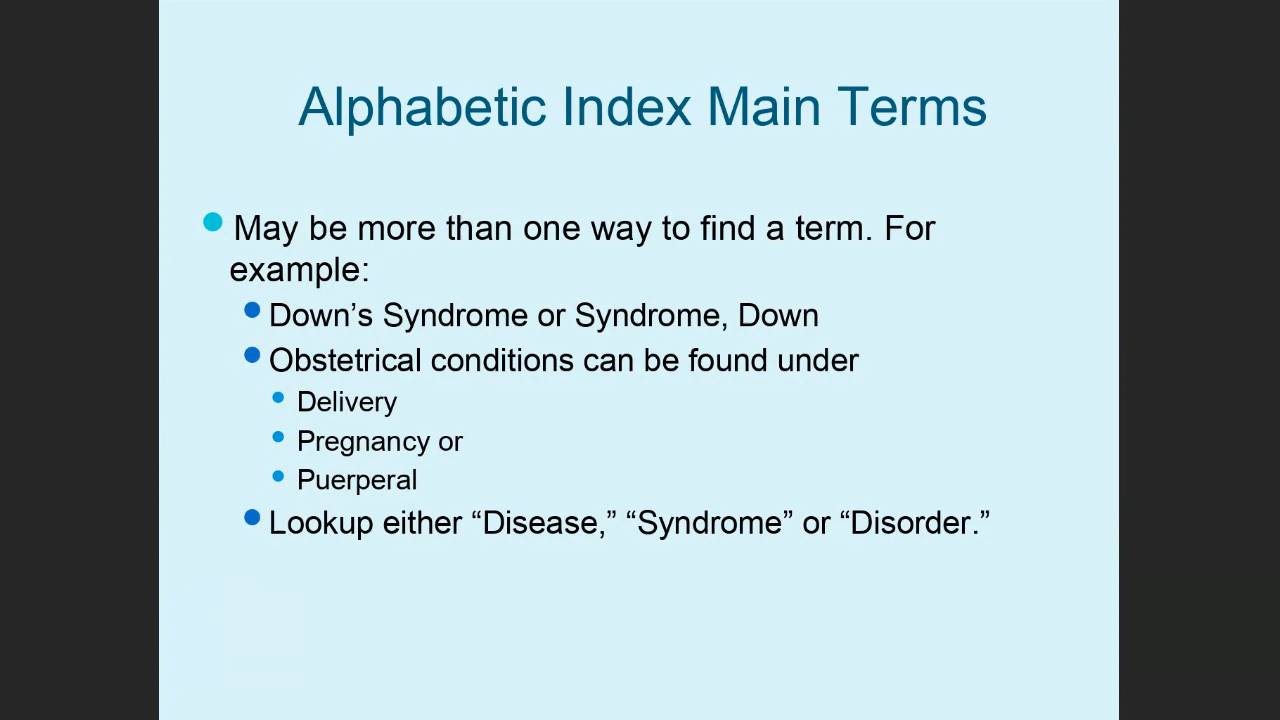 Alphabetic Index Main Terms
May be more than one way to find a term. For
example:
Down’s Syndrome or Syndrome, Down
Obstetrical conditions can be found under
Delivery
Pregnancy or
Puerperal
Lookup either “Disease,” “Syndrome” or “Disorder.”